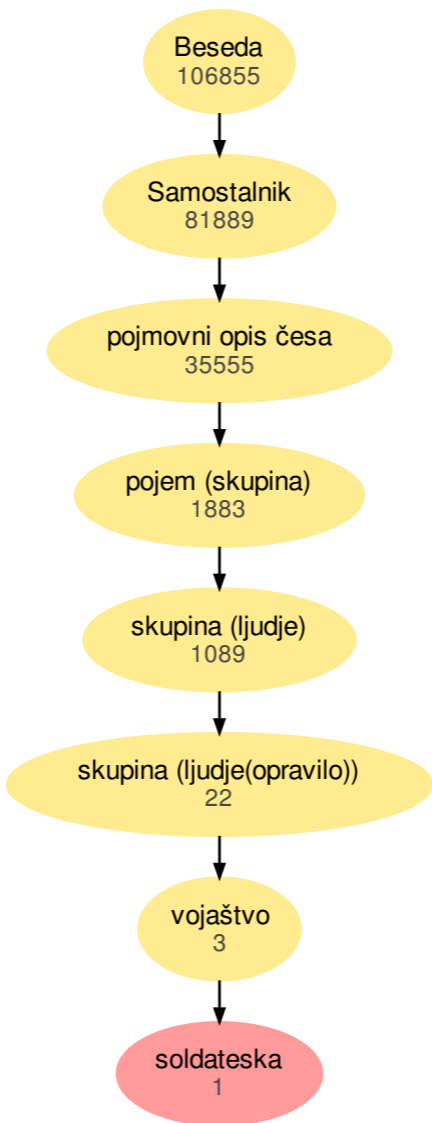 Beseda
106855
Samostalnik
81889
pojmovni opis česa
35555
pojem (skupina)
1883
skupina (ljudje)
1089
skupina (ljudje(opravilo))
22
vojaštvo
3
soldateska
1